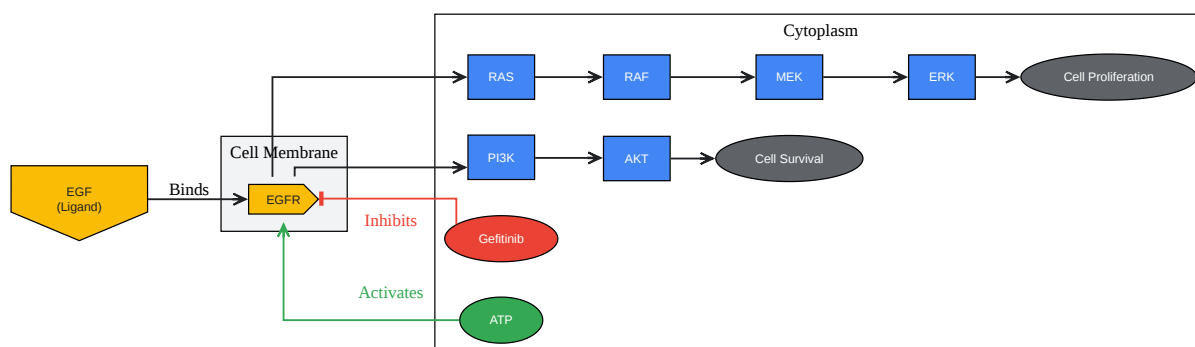 Cytoplasm
RAS
RAF
MEK
ERK
Cell Proliferation
Cell Membrane
PI3K
AKT
Cell Survival
EGF
(Ligand)
Binds
EGFR
Inhibits
Gefitinib
Activates
ATP